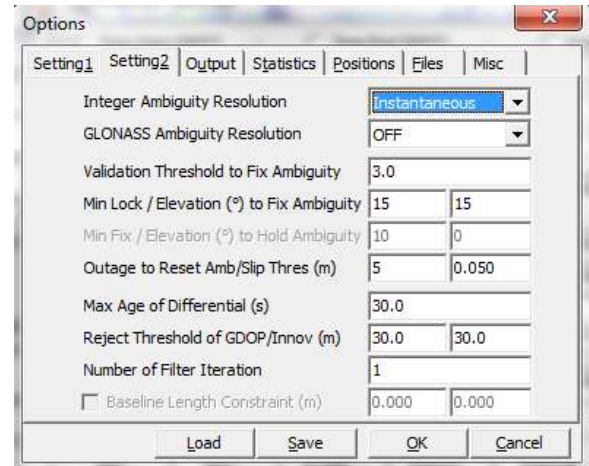 Options
Setting1 Setting2 Output Statistics Positions Files Misc
Integer Ambiguity Resolution Instantaneous
GLONASS Ambiguity Resolution OFF
Validation Threshold to Fix Ambiguity 3.0
Min Lock / Elevation (°) to Fix Ambiguity 15 15
Min Fix / Elevation (°) to Hold Ambiguity 10 0
Outage to Reset Amb/Slip Thres (m) 5 0.050
Max Age of Differential (s) 30.0
Reject Threshold of GDOP/Innov (m) 30.0 30.0
Number of Filter Iteration 1
Baseline Length Constraint (m) 0.000 0.000
Load Save OK Cancel